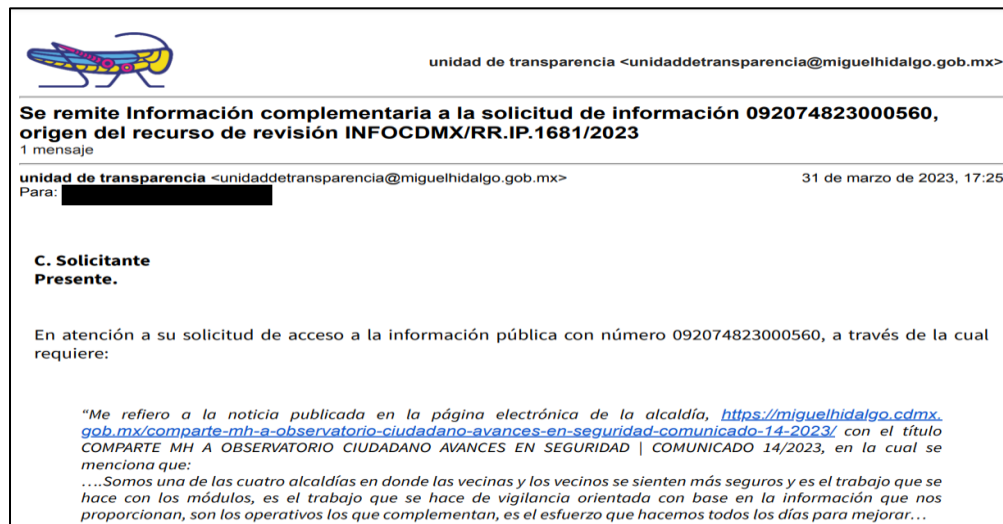 unidad de transparencia <unidaddetransparencia@miguelhidalgo.gob.mx>
Se remite Información complementaria a la solicitud de información 092074823000560,
origen del recurso de revisión INFOCDMX/RR.IP.1681/2023
1 mensaje
unidad de transparencia <unidaddetransparencia@miguelhidalgo.gob.mx> 31 de marzo de 2023, 17:25
Para:
C. Solicitante
Presente.
En atención a su solicitud de acceso a la información pública con número 092074823000560, a través de la cual
requiere:
“Me refiero a la noticia publicada en la página electrónica de la alcaldía, https://miguelhidalgo.cdmx.
gob.mx/comparte-mh-a-observatorio-ciudadano-avances-en-seguridad-comunicado-14-2023/ con el título
COMPARTE MH A OBSERVATORIO CIUDADANO AVANCES EN SEGURIDAD | COMUNICADO 14/2023, en la cual se
menciona que:
….Somos una de las cuatro alcaldías en donde las vecinas y los vecinos se sienten más seguros y es el trabajo que se
hace con los módulos, es el trabajo que se hace de vigilancia orientada con base en la información que nos
proporcionan, son los operativos los que complementan, es el esfuerzo que hacemos todos los días para mejorar…